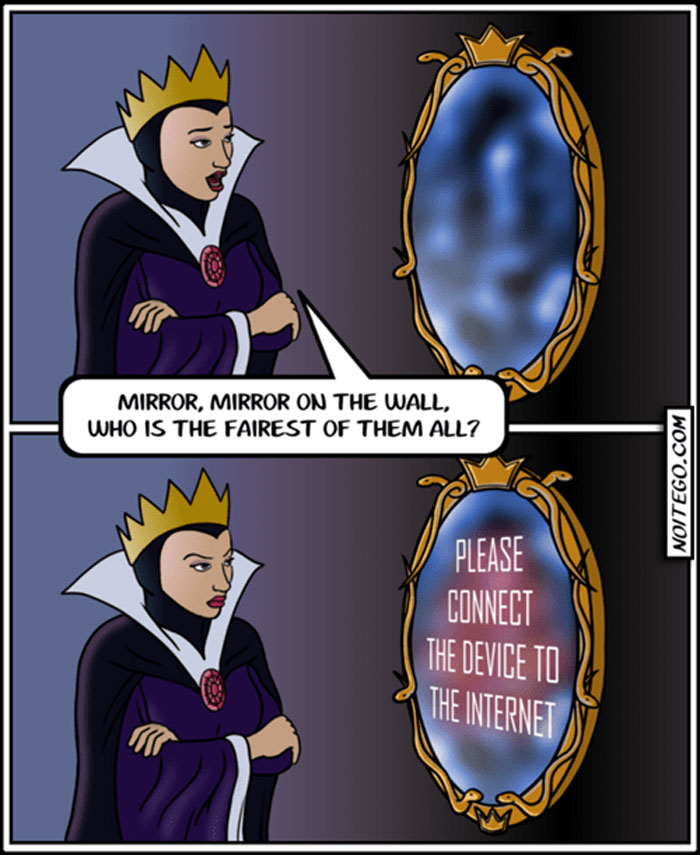 MIRROR, MIRROR ON THE WALL,
WHO IS THE FAIREST OF THEM ALL?
NOITEGO.COM
PLEASE
CONNECT
THE DEVICE TO
THE INTERNET